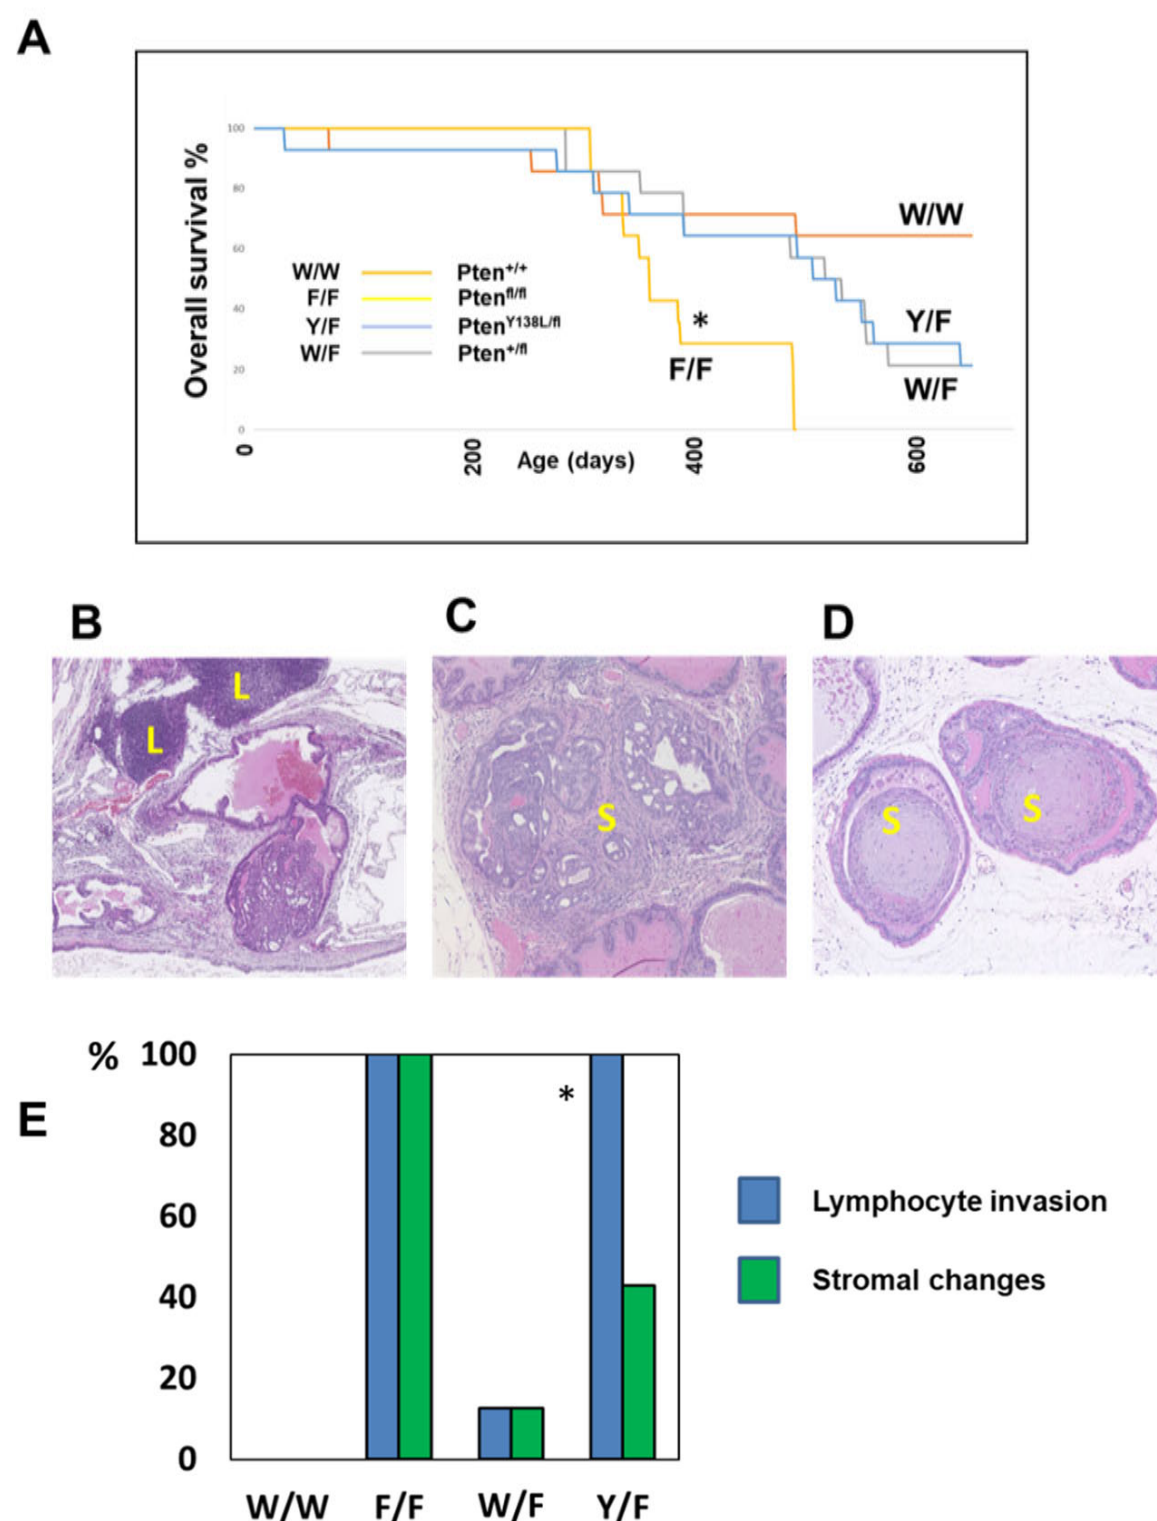 A
Overall survival %
100
80
60
40
20
0
W/W
W/W Pten+/+
F/F Ptenfl/fl
Y/F PtenY138L/fl
W/F Pten+/fl
*
F/F
Y/F
W/F
0 200 400 600
Age (days)
B C D
L
L
S
S
S
E
% 100
80
60
40
20
0
*
Lymphocyte invasion
Stromal changes
W/W F/F W/F Y/F